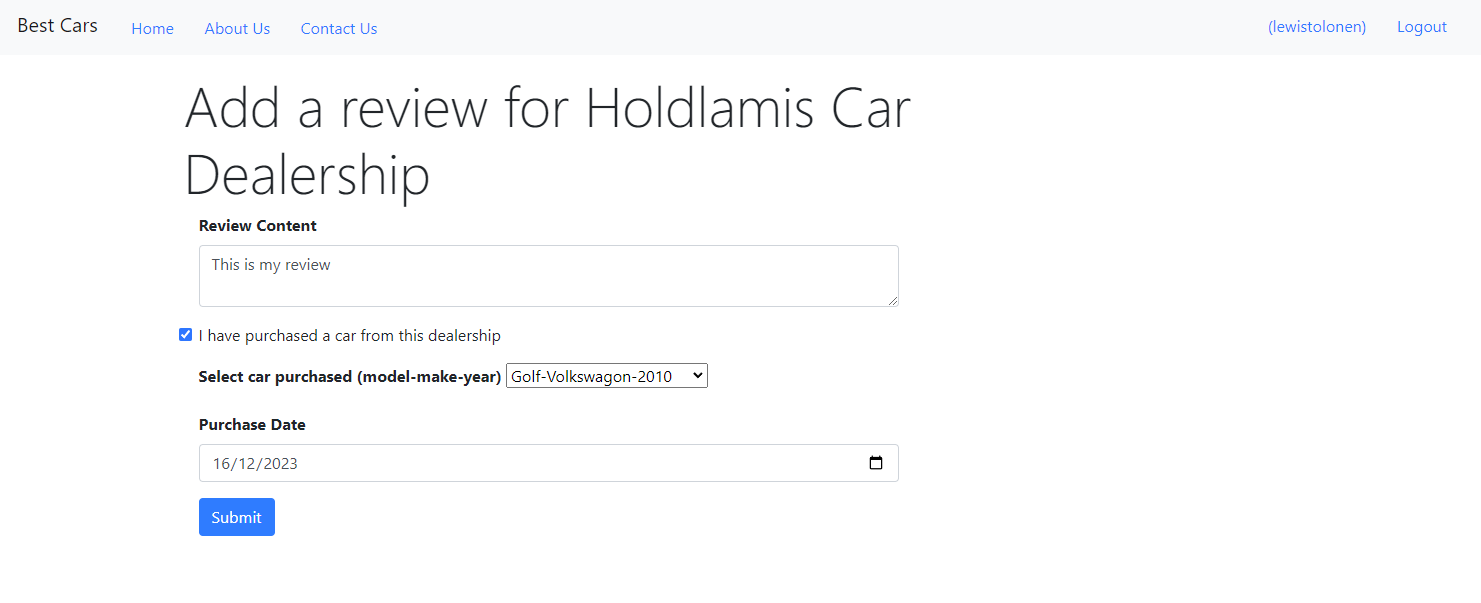 Best Cars Home About Us Contact Us (lewistolonen) Logout
Add a review for Holdlamis Car
Dealership
Review Content
This is my review
I have purchased a car from this dealership
Select car purchased (model-make-year) Golf-Volkswagon-2010
Purchase Date
16/12/2023
Submit